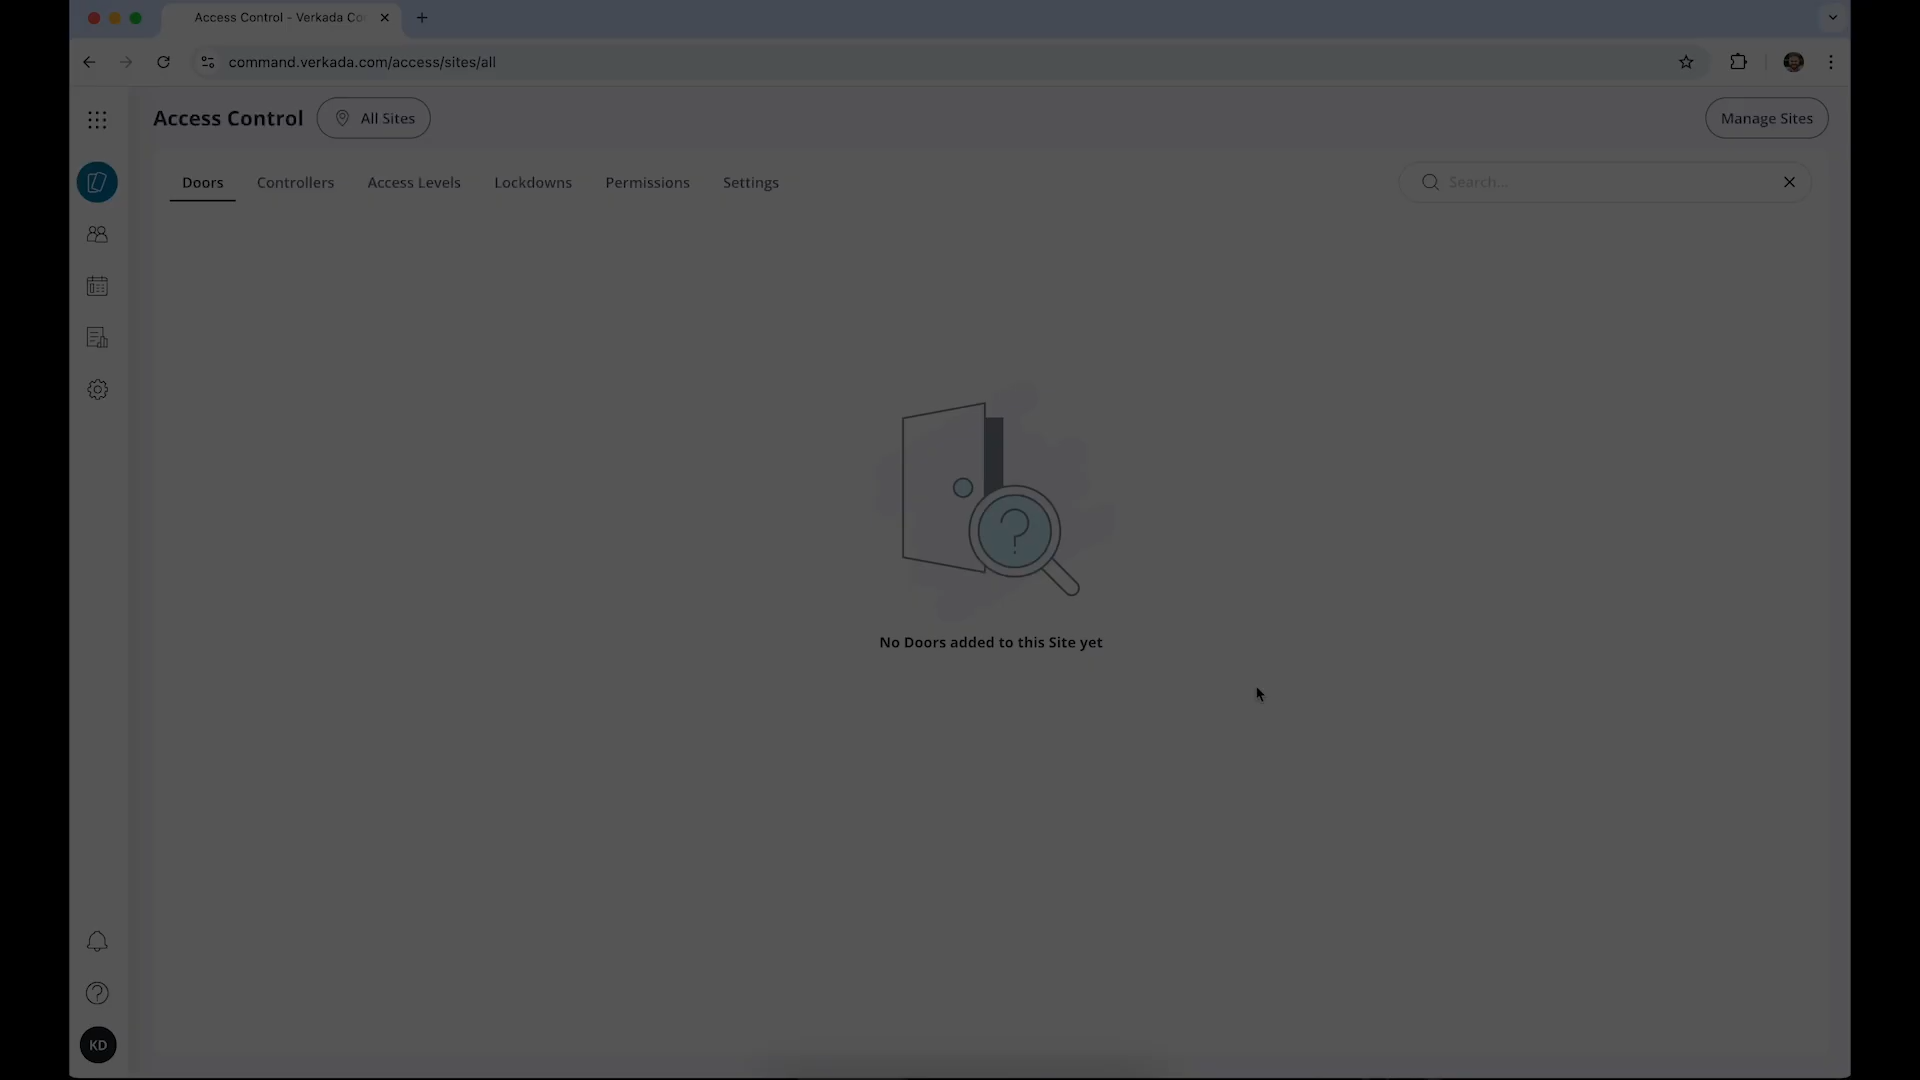 Access Control - Verkada Co
command.verkada.com/access/sites/all
Access Control
All Sites
Manage Sites
Doors
Controllers
Access Levels
Lockdowns
Permissions
Settings
Search...
?
No Doors added to this Site yet
?
KD